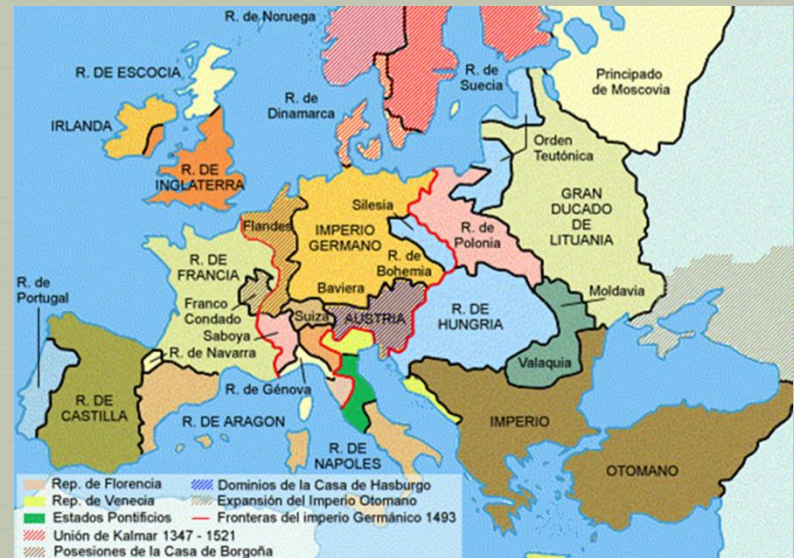 R. de Noruega
R. DE ESCOCIA
R. de
Suecia
Principado
de Moscovia
R. de
Dinamarca
IRLANDA
Orden
Teutónica
R. DE
INGLATERRA
Silesia
GRAN
DUCADO
DE
LITUANIA
Flandes
IMPERIO
GERMANO
R. de
Polonia
R. DE
FRANCIA
R. de
Bohemia
R. de
Portugal
Baviera
Moldavia
Franco
Condado
Suiza
AUSTRIA
R. DE
HUNGRIA
Saboya
R. de Navarra
Valaquia
R. de Génova
R. DE
CASTILLA
R. DE ARAGON
IMPERIO
R. DE
NAPOLES
OTOMANO
Rep. de Florencia
Rep. de Venecia
Estados Pontificios
Unión de Kalmar 1347 - 1521
Posesiones de la Casa de Borgoña
Dominios de la Casa de Hasburgo
Expansión del Imperio Otomano
Fronteras del imperio Germánico 1493